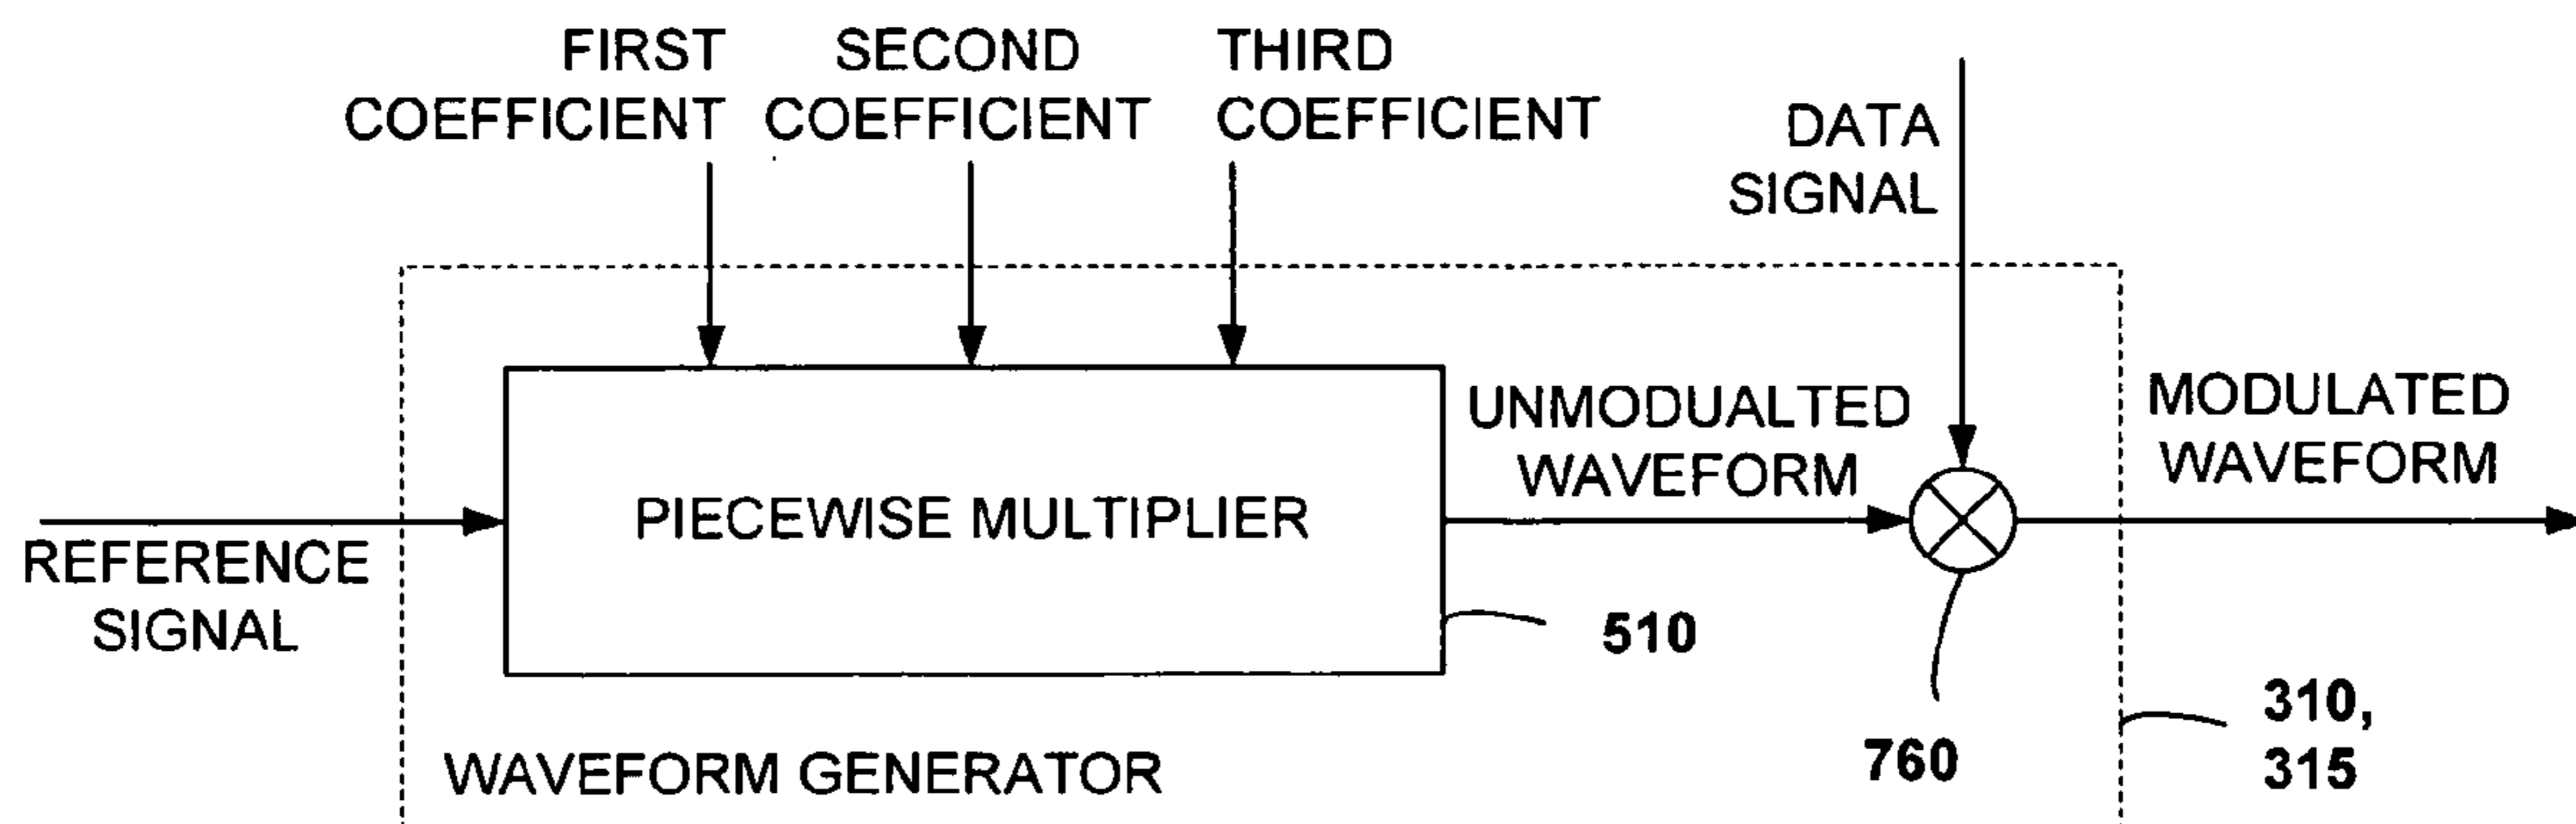 FIRST
COEFFICIENT
SECOND
COEFFICIENT
THIRD
COEFFICIENT
DATA
SIGNAL
REFERENCE
SIGNAL
PIECEWISE MULTIPLIER
UNMODUALTED
WAVEFORM
MODULATED
WAVEFORM
510
760
310,
315
WAVEFORM GENERATOR